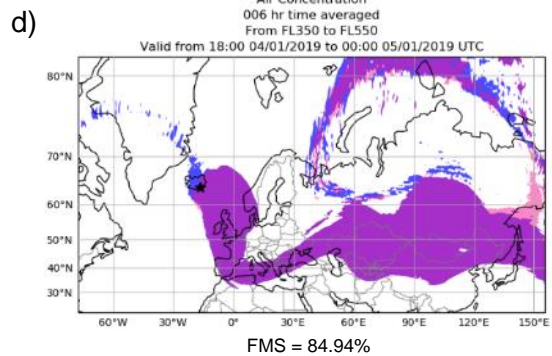 d)
Air Concentration
006 hr time averaged
From FL350 to FL550
Valid from 18:00 04/01/2019 to 00:00 05/01/2019 UTC
80°N
70°N
60°N
50°N
40°N
30°N
60°W 30°W 0° 30°E 60°E 90°E 120°E 150°E
FMS = 84.94%